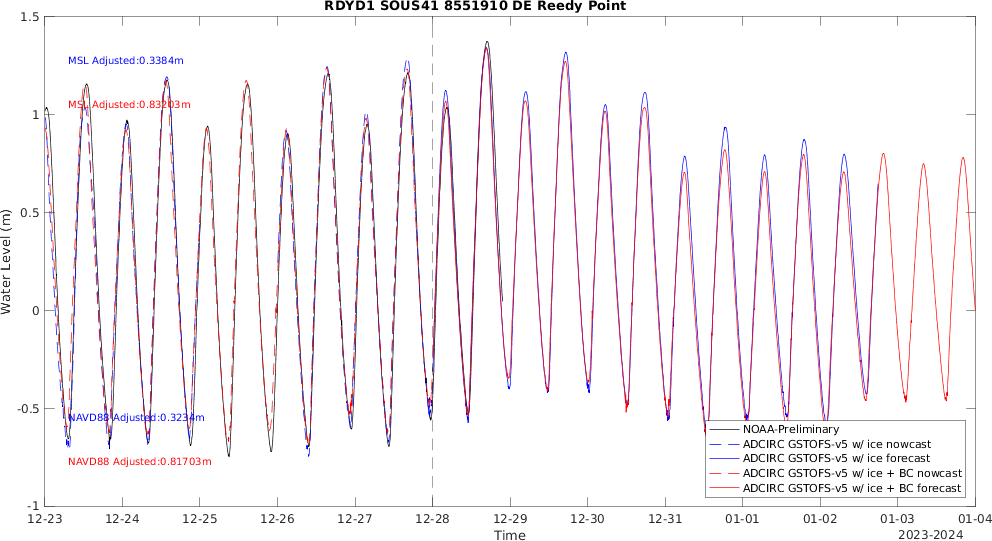 RDYD1 SOUS41 8551910 DE Reedy Point
1.5
1
0.5
0
-0.5
-1
Water Level (m)
MSL Adjusted:0.3384m
MSL Adjusted:0.83203m
NAVD88 Adjusted:0.3234m
NAVD88 Adjusted:0.81703m
NOAA-Preliminary
ADCIRC GSTOFS-v5 w/ ice nowcast
ADCIRC GSTOFS-v5 w/ ice forecast
ADCIRC GSTOFS-v5 w/ ice + BC nowcast
ADCIRC GSTOFS-v5 w/ ice + BC forecast
12-23 12-24 12-25 12-26 12-27 12-28 12-29 12-30 12-31 01-01 01-02 01-03 01-04
Time
2023-2024